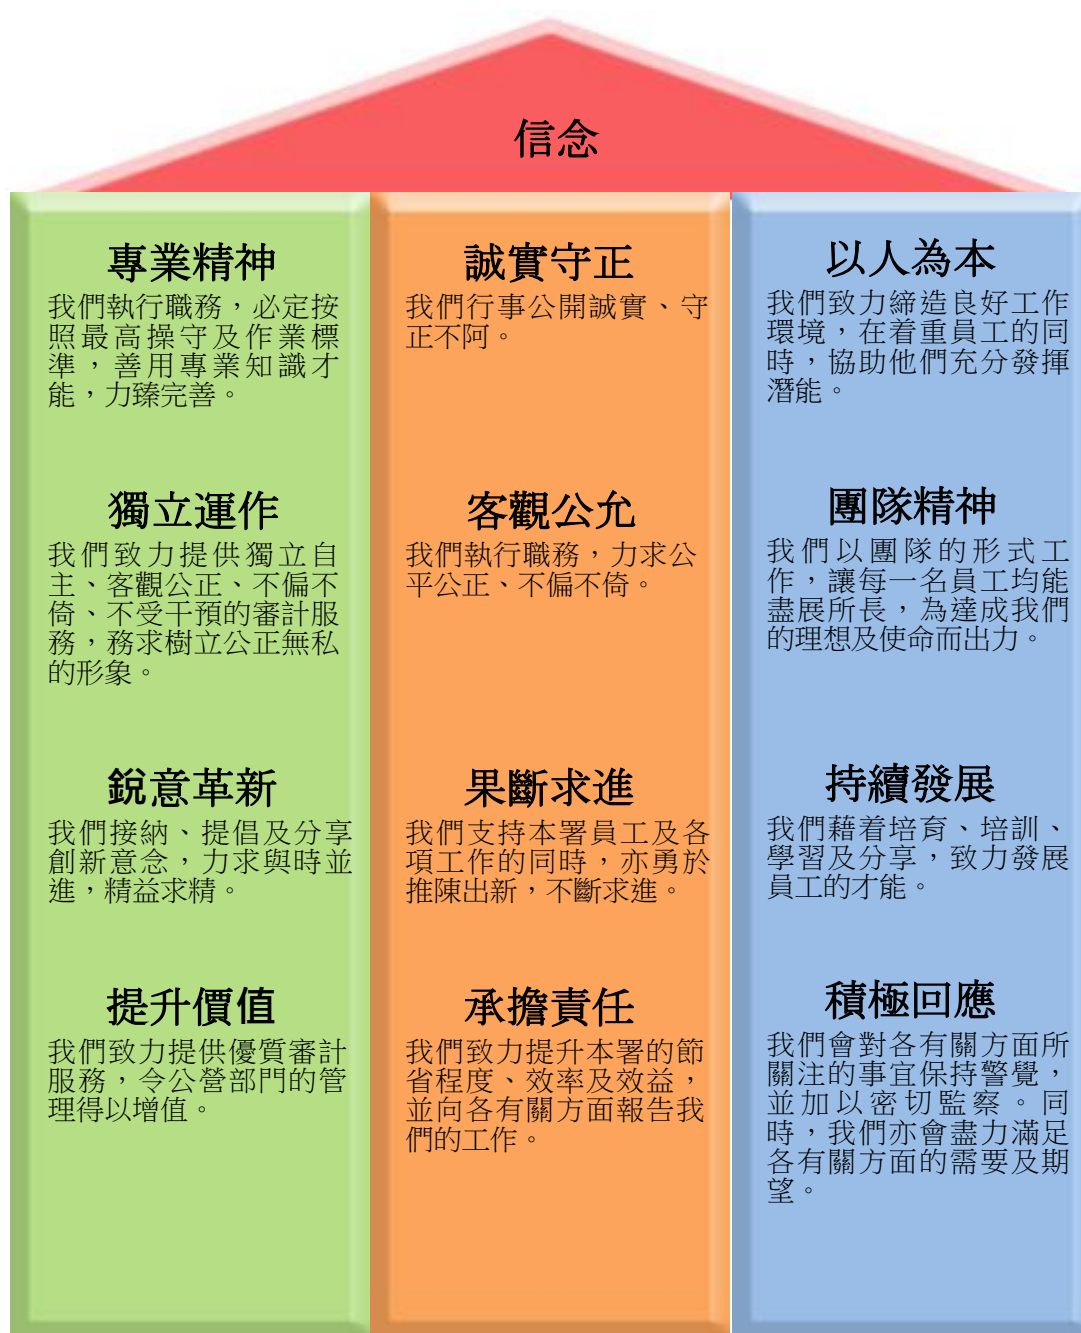 信念
專業精神
我們執行職務，必定按
照最高操守及作業標
準，善用專業知識才
能，力臻完善。
獨立運作
我們致力提供獨立自
主、客觀公正、不偏不
倚、不受干預的審計服
務，務求樹立公正無私
的形象。
銳意革新
我們接納、提倡及分享
創新意念，力求與時並
進，精益求精。
提升價值
我們致力提供優質審計
服務，令公營部門的管
理得以增值。
誠實守正
我們行事公開誠實、守
正不阿。
客觀公允
我們執行職務，力求公
平公正、不偏不倚。
果斷求進
我們支持本署員工及各
項工作的同時，亦勇於
推陳出新，不斷求進。
承擔責任
我們致力提升本署的節
省程度、效率及效益，
並向各有關方面報告我
們的工作。
以人為本
我們致力締造良好工作
環境，在着重員工的同
時，協助他們充分發揮
潛能。
團隊精神
我們以團隊的形式工
作，讓每一名員工均能
盡展所長，為達成我們
的理想及使命而出力。
持續發展
我們藉着培育、培訓、
學習及分享，致力發展
員工的才能。
積極回應
我們會對各有關方面所
關注的事宜保持警覺，
並加以密切監察。同
時，我們亦會盡力滿足
各有關方面的需要及期
望。